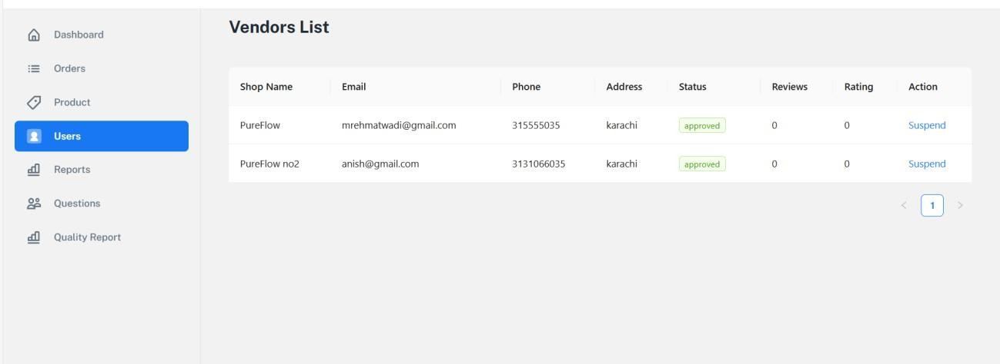 Vendors List
Dashboard
Orders
Product
Users
Reports
Questions
Quality Report
Shop Name Email Phone Address Status Reviews Rating Action
PureFlow mrehmatwadi@gmail.com 315555035 karachi approved 0 0 Suspend
PureFlow no2 anish@gmail.com 3131066035 karachi approved 0 0 Suspend
< 1 >